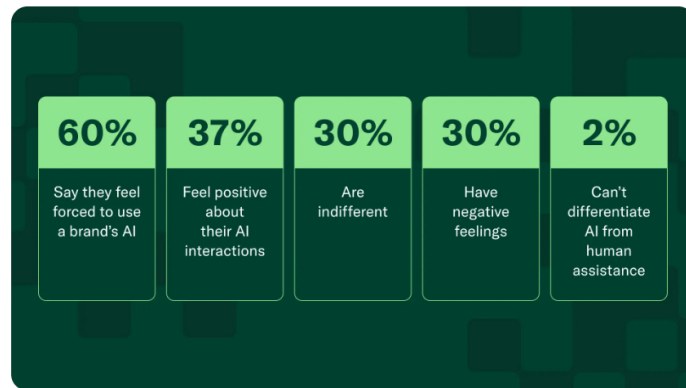 60%
Say they feel
forced to use
a brand's AI
37%
Feel positive
about
their AI
interactions
30%
Are
indifferent
30%
Have
negative
feelings
2%
Can't
differentiate
AI from
human
assistance